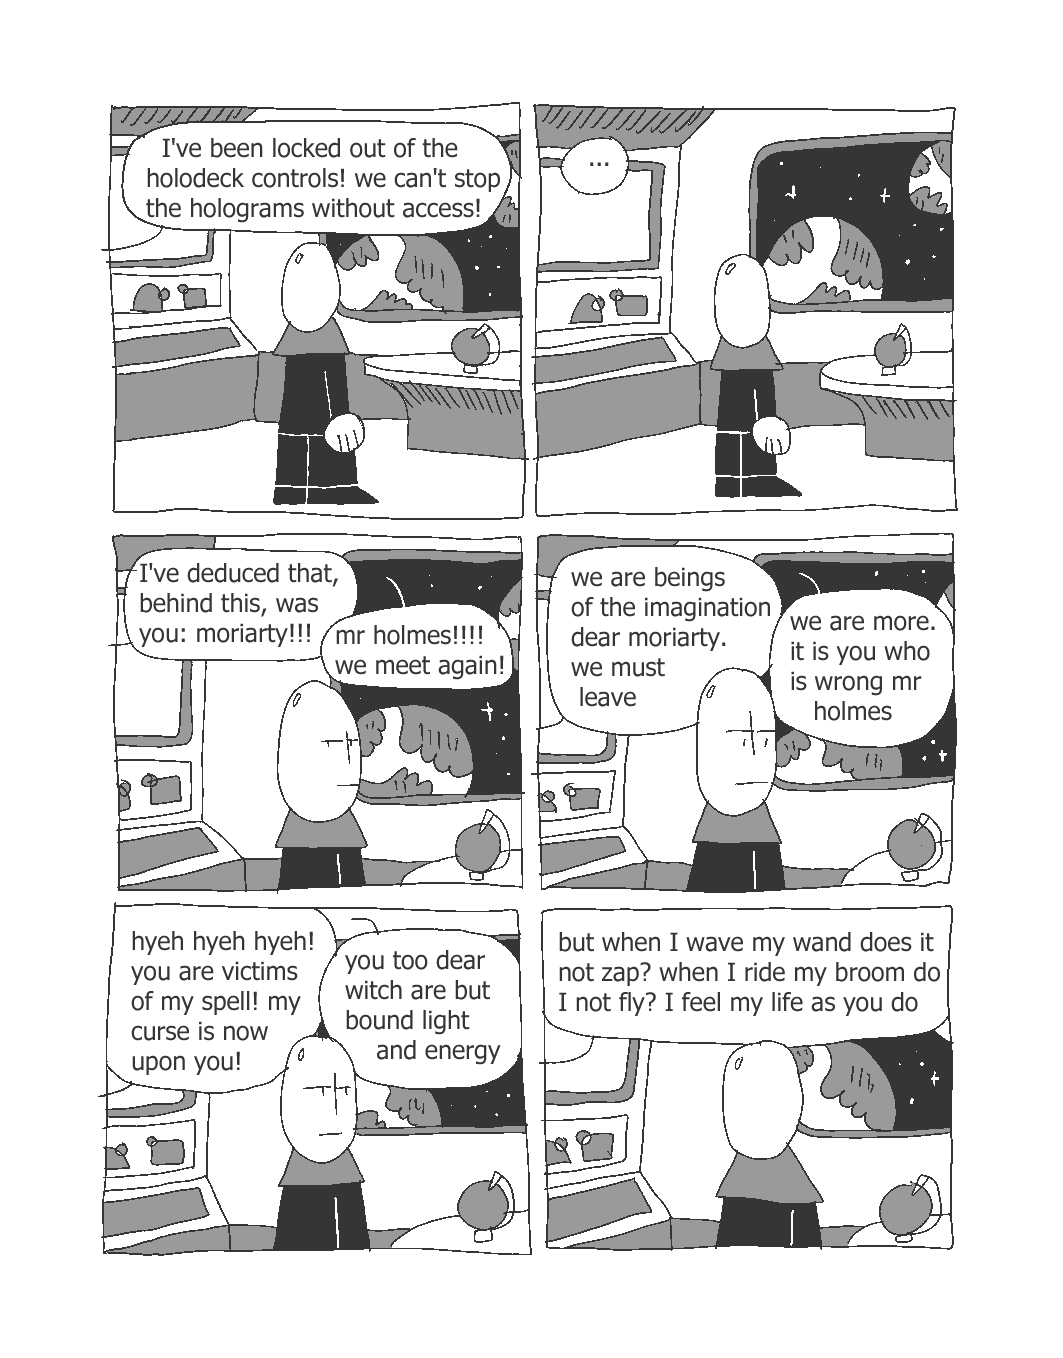 I've been locked out of the
holodeck controls! we can't stop
the holograms without access!
...
I've deduced that,
behind this, was
you: moriarty!!!
mr holmes!!!!
we meet again!
we are beings
of the imagination
dear moriarty.
we must
leave
we are more.
it is you who
is wrong mr
holmes
hyeh hyeh hyeh!
you are victims
of my spell! my
curse is now
upon you!
you too dear
witch are but
bound light
and energy
but when I wave my wand does it
not zap? when I ride my broom do
I not fly? I feel my life as you do